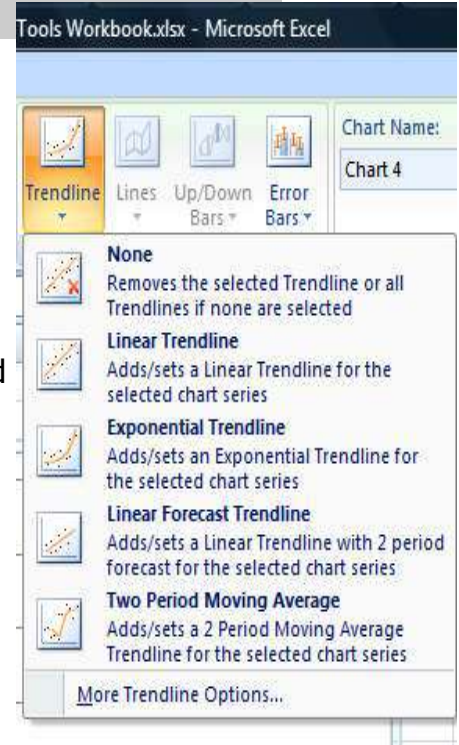 Tools Workbook.xlsx - Microsoft Excel
Trendline
Lines
Up/Down
Bars
Error
Bars
Chart Name:
Chart 4
None
Removes the selected Trendline or all
Trendlines if none are selected
Linear Trendline
Adds/sets a Linear Trendline for the
selected chart series
Exponential Trendline
Adds/sets an Exponential Trendline for
the selected chart series
Linear Forecast Trendline
Adds/sets a Linear Trendline with 2 period
forecast for the selected chart series
Two Period Moving Average
Adds/sets a 2 Period Moving Average
Trendline for the selected chart series
More Trendline Options...